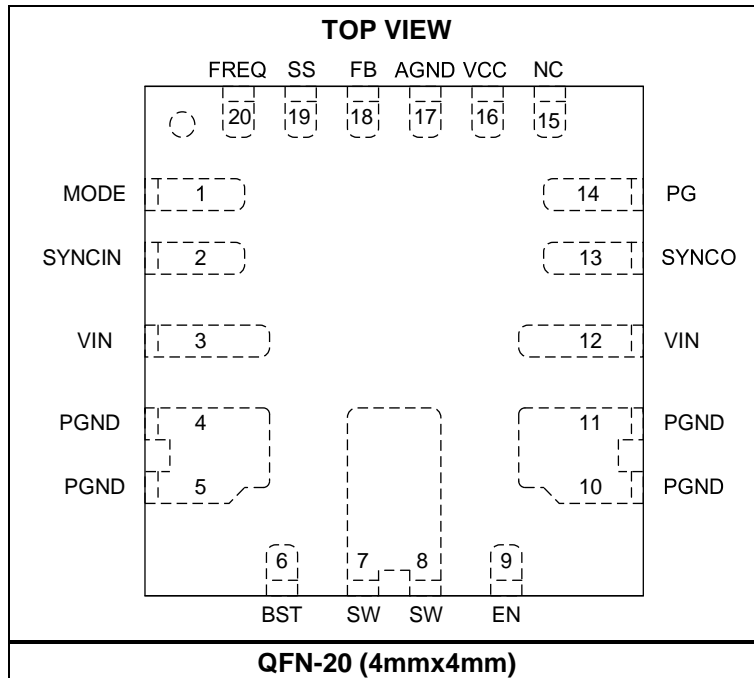 TOP VIEW
FREQ SS FB AGND VCC NC
20 19 18 17 16 15
MODE 1 14 PG
SYNCIN 2 13 SYNCO
VIN 3 12 VIN
PGND 4 11 PGND
PGND 5 10 PGND
6 7 8 9
BST SW SW EN
QFN-20 (4mmx4mm)